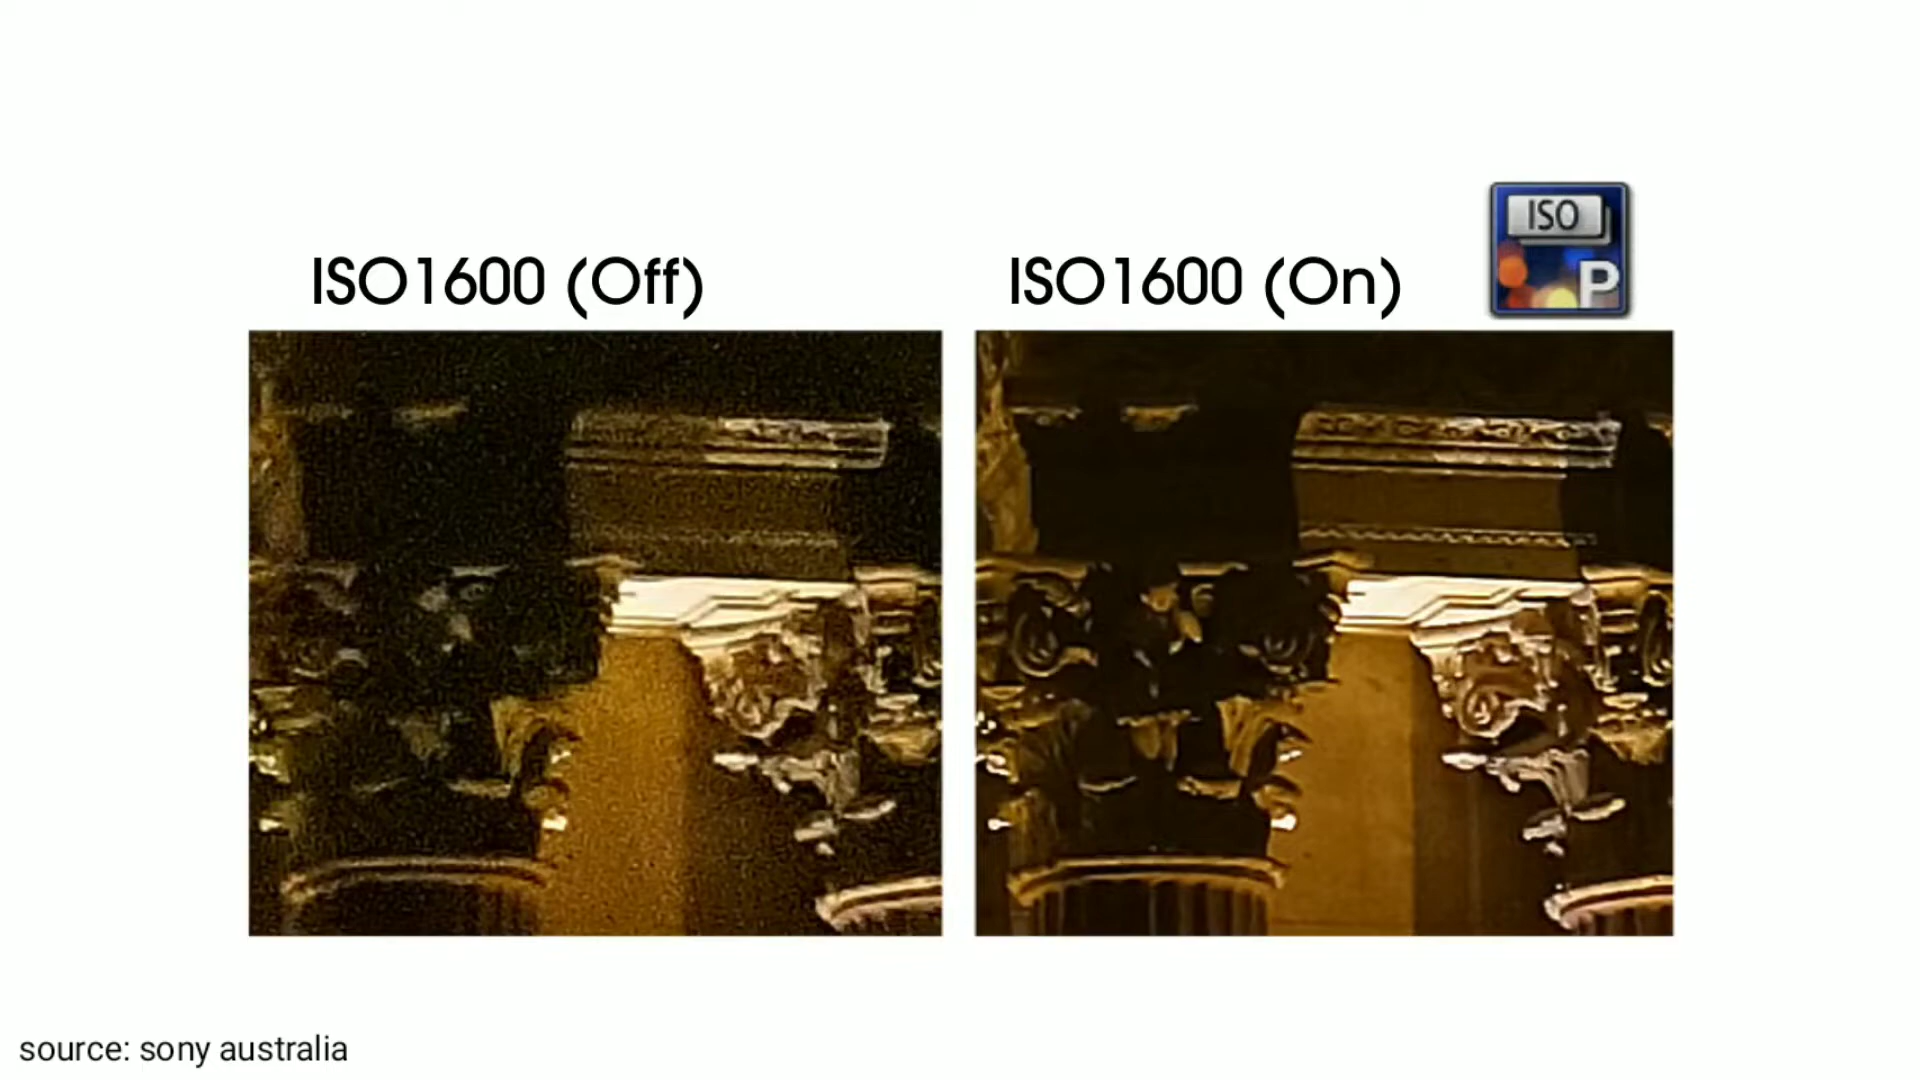 ISO
P
ISO1600 (Off)
ISO1600 (On)
source: sony australia